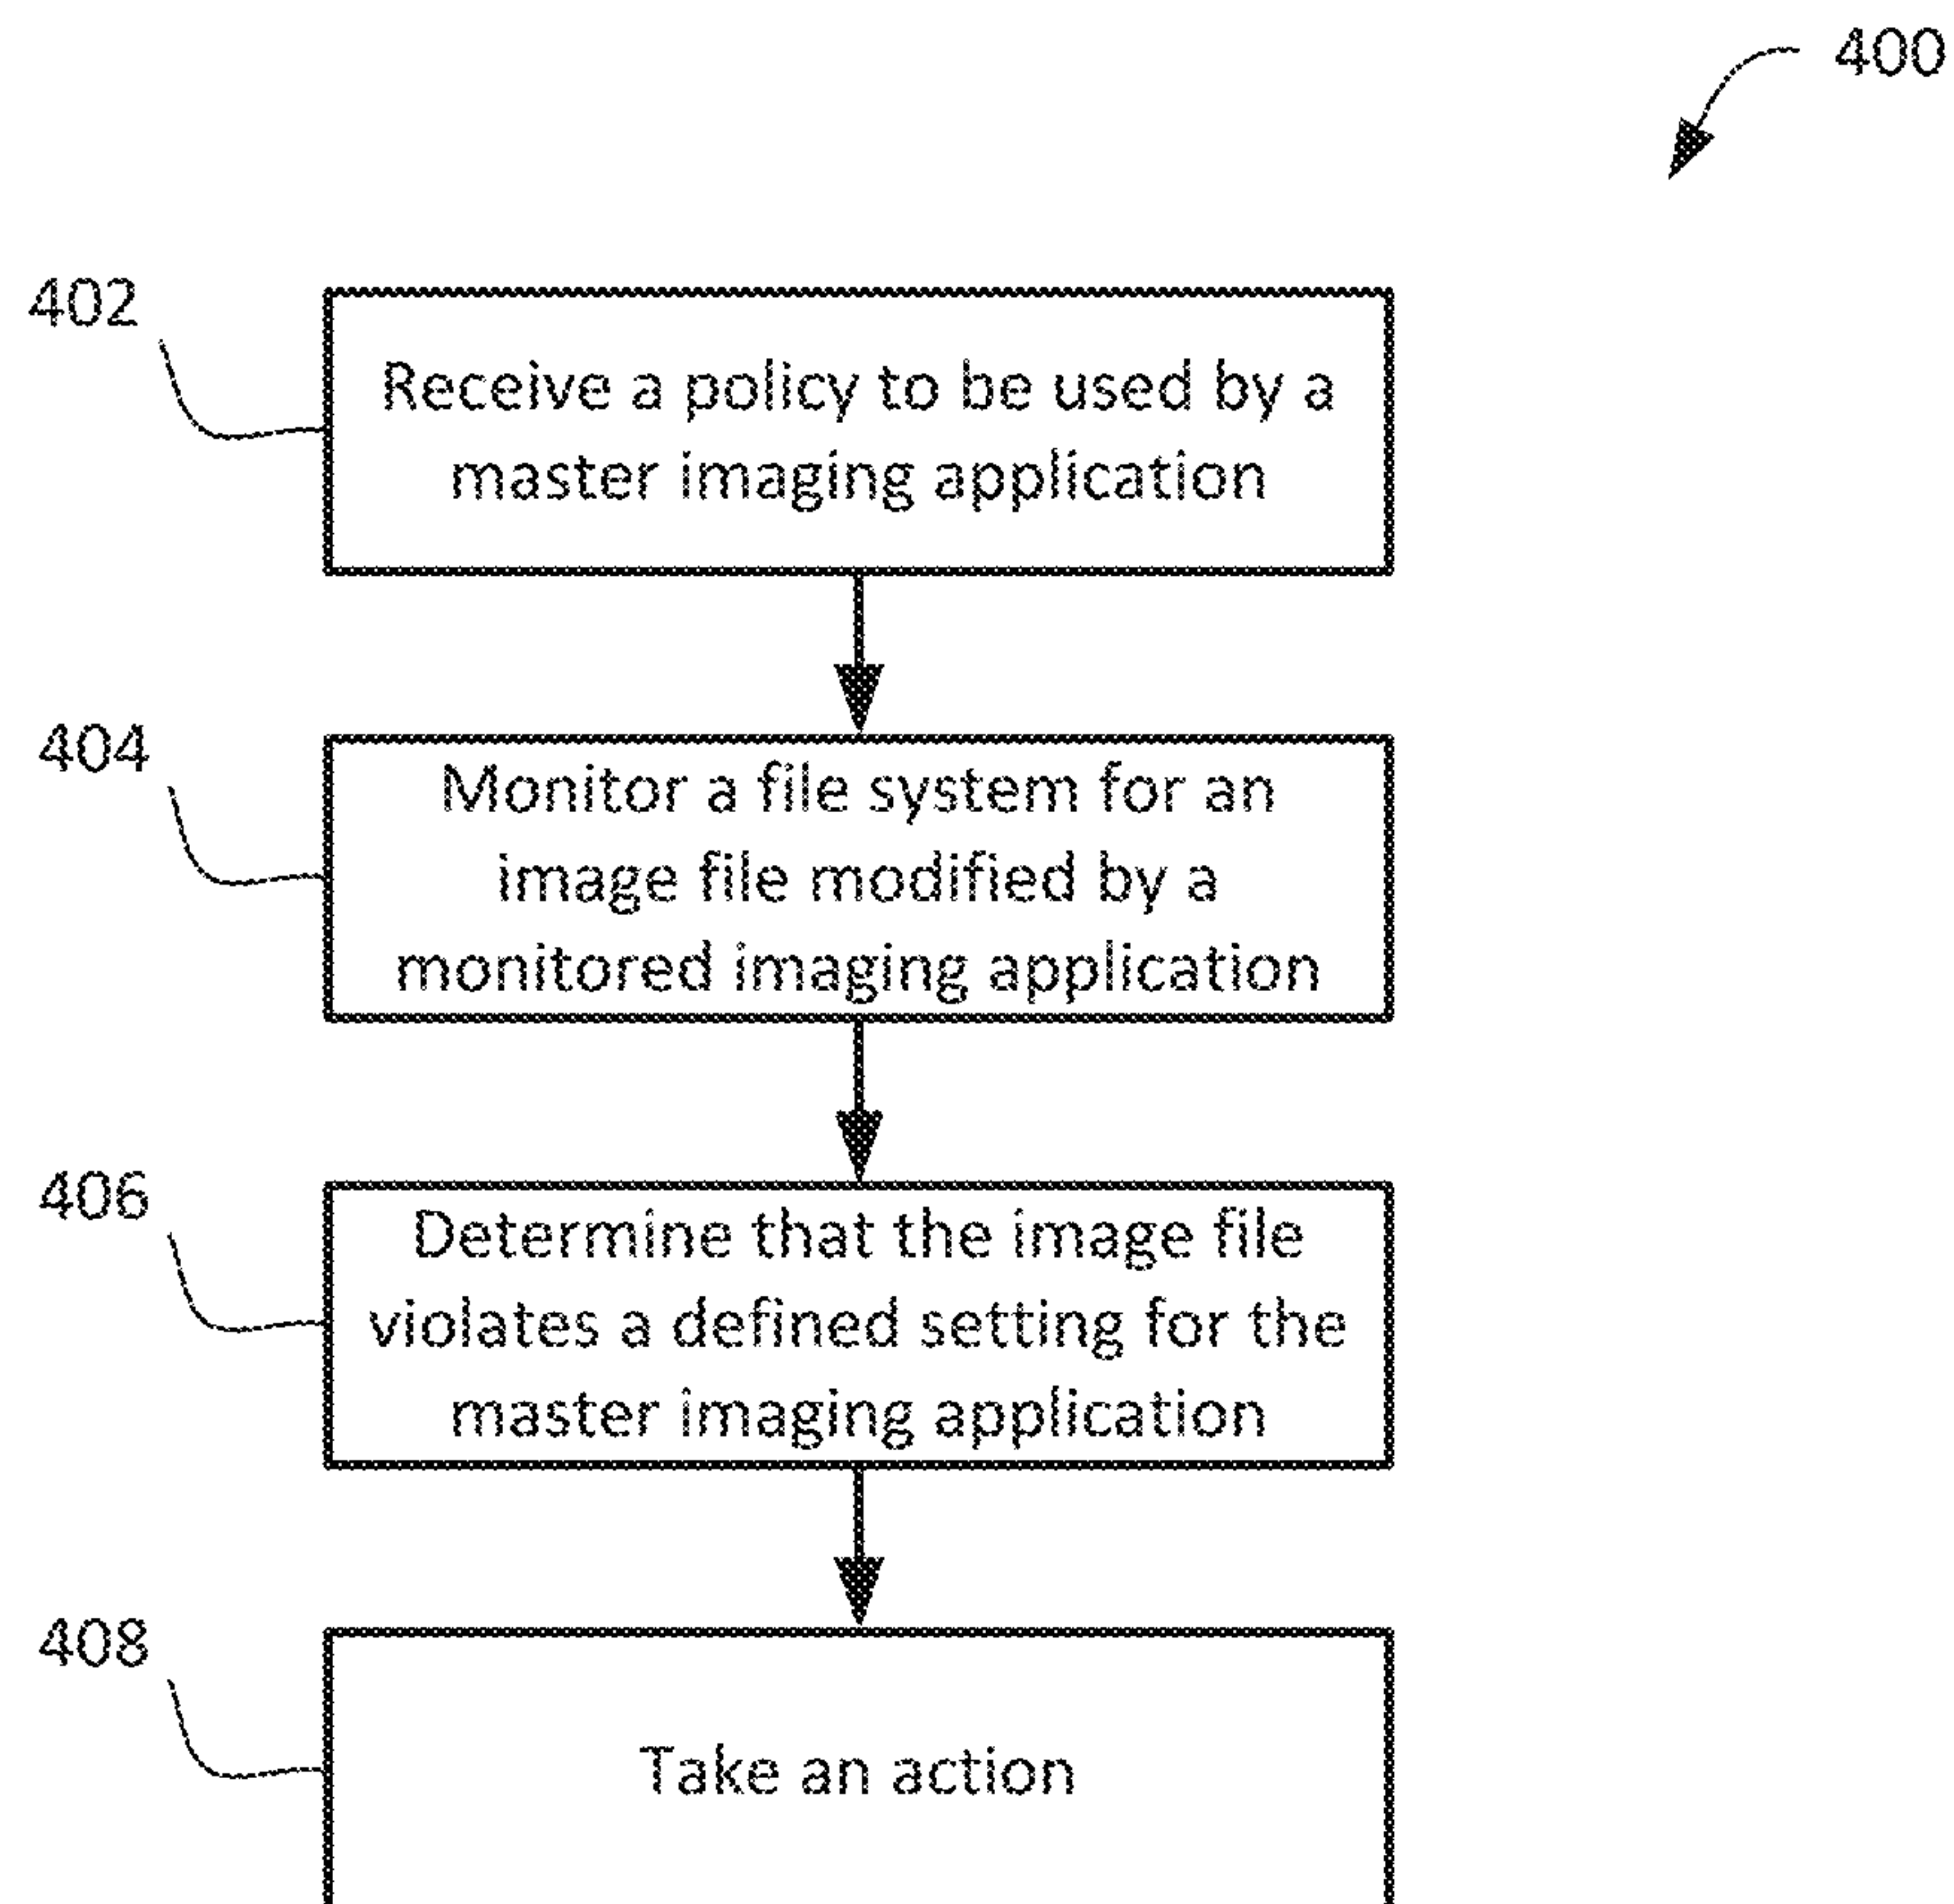 400
402
Receive a policy to be used by a
master imaging application
404
Monitor a file system for an
image file modified by a
monitored imaging application
406
Determine that the image file
violates a defined setting for the
master imaging application
408
Take an action